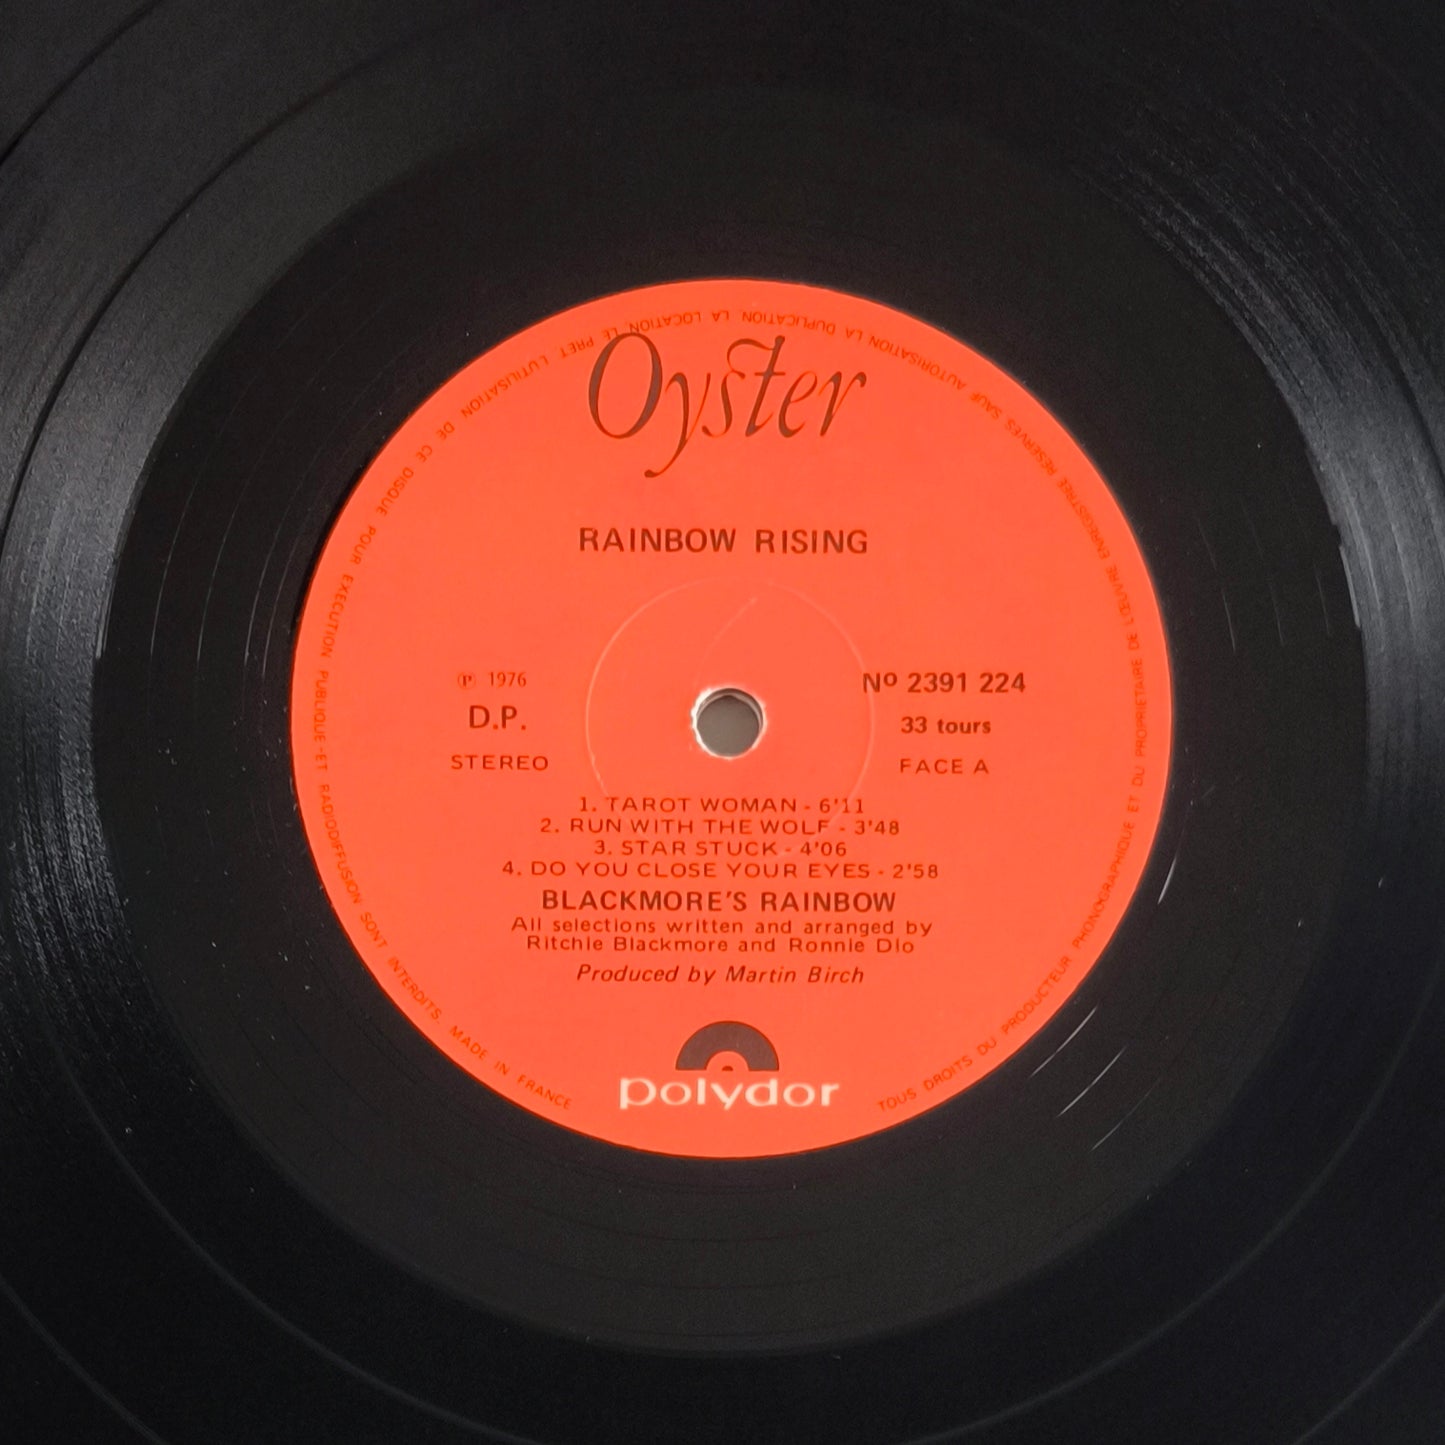 TOUS DROITS DU PRODUCTEUR PHONOGRAPHIQUE ET DU PROPRIETAIRE DE L'ŒUVRE ENREGISTREE RESERVES SAUF AUTORISATION LA DUPLICATION, LA LOCATION, LE PRET, L'UTILISATION DE CE DISQUE POUR EXECUTION PUBLIQUE - ET RADIODIFFUSION SONT INTERDITS. MADE IN FRANCE
Oyster
RAINBOW RISING
℗ 1976
D.P.
STEREO
Nº 2391 224
33 tours
FACE A
1. TAROT WOMAN - 6'11
2. RUN WITH THE WOLF - 3'48
3. STAR STUCK - 4'06
4. DO YOU CLOSE YOUR EYES - 2'58
BLACKMORE'S RAINBOW
All selections written and arranged by
Ritchie Blackmore and Ronnie Dio
Produced by Martin Birch
polydor